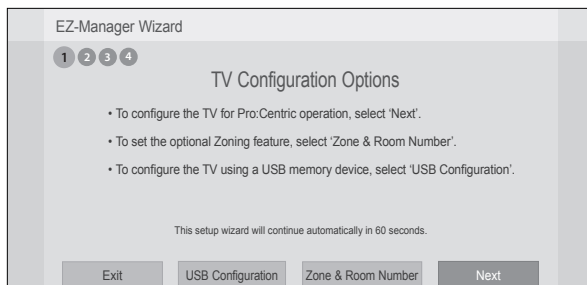 EZ-Manager Wizard
1 2 3 4
TV Configuration Options
• To configure the TV for Pro:Centric operation, select ‘Next’.
• To set the optional Zoning feature, select ‘Zone & Room Number’.
• To configure the TV using a USB memory device, select ‘USB Configuration’.
This setup wizard will continue automatically in 60 seconds.
Exit USB Configuration Zone & Room Number Next